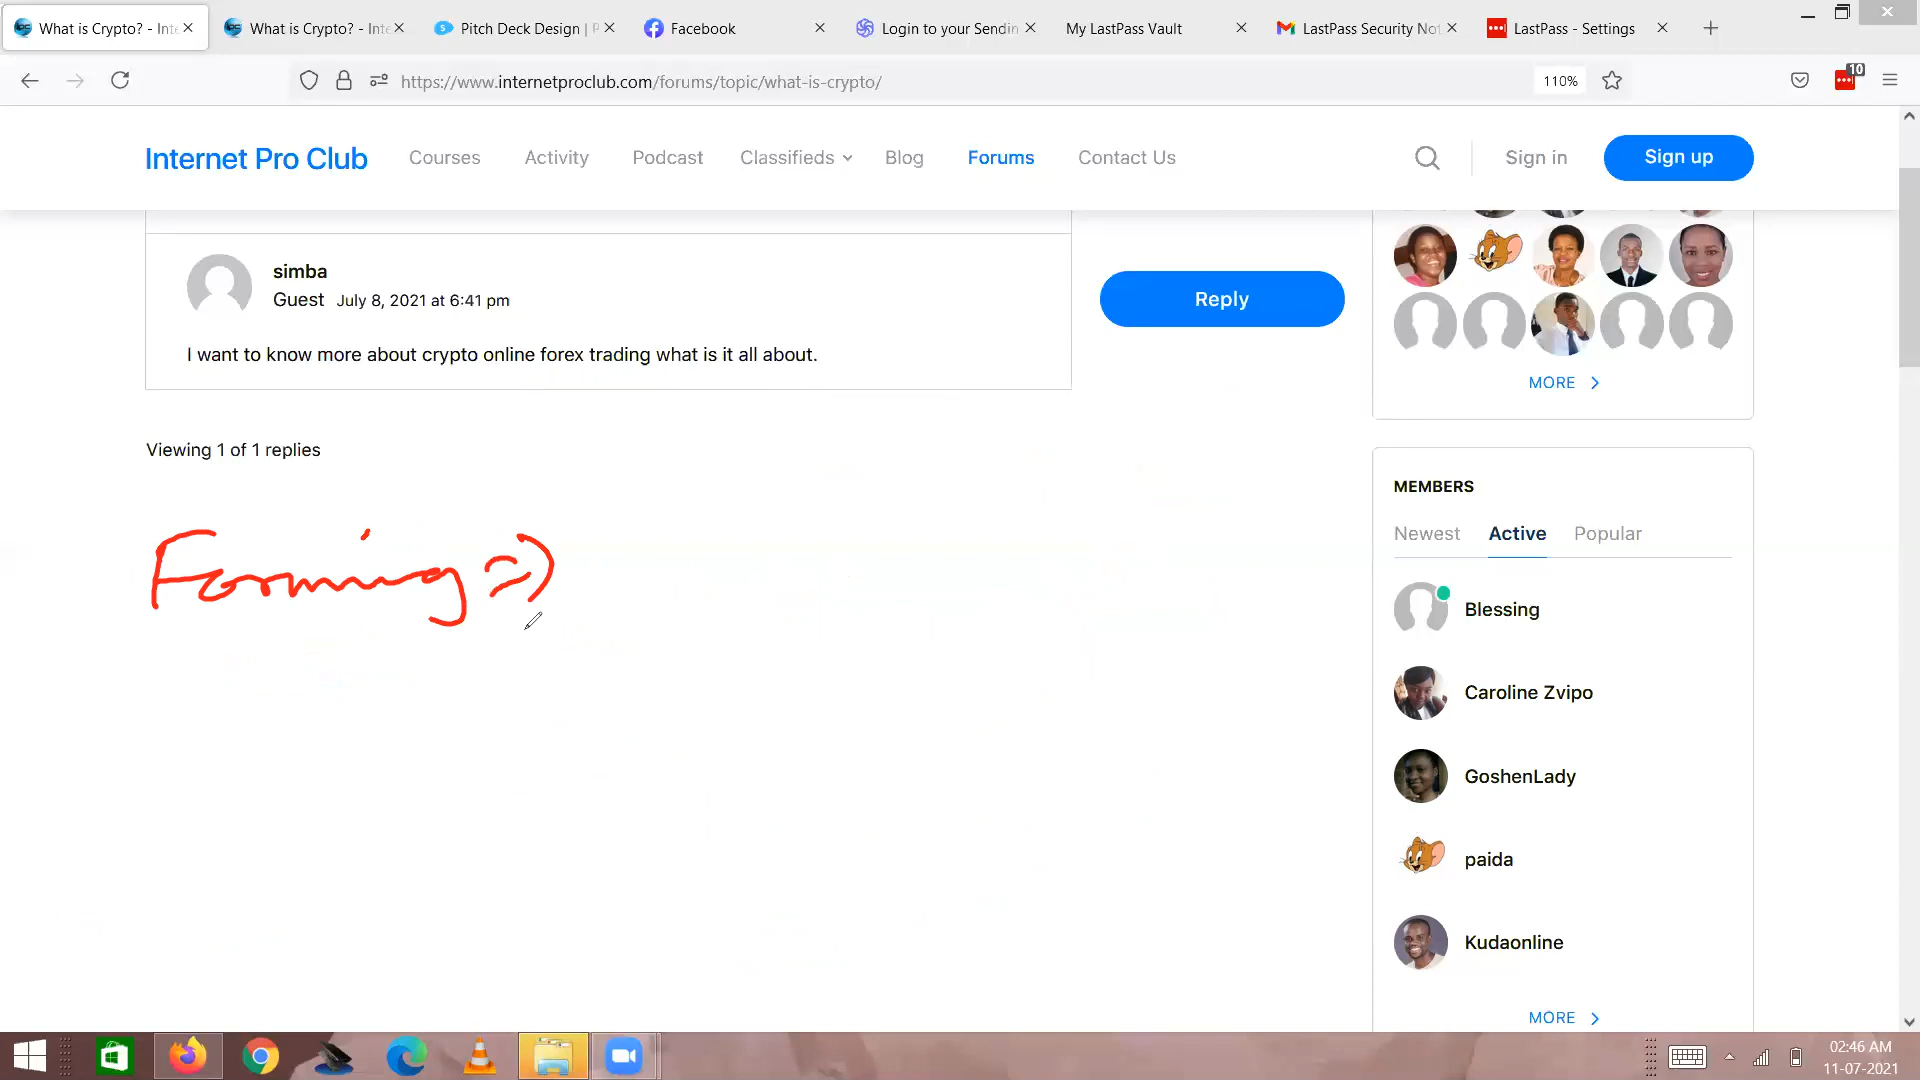 What is Crypto? - Inte
What is Crypto? - Inte
Pitch Deck Design | P
Facebook
Login to your Sendin
My LastPass Vault
LastPass Security Not
LastPass - Settings
https://www.internetproclub.com/forums/topic/what-is-crypto/
110%
10
Internet Pro Club
Courses
Activity
Podcast
Classifieds
Blog
Forums
Contact Us
Sign in
Sign up
simba
Guest July 8, 2021 at 6:41 pm
I want to know more about crypto online forex trading what is it all about.
Reply
MORE
Viewing 1 of 1 replies
Forming =)
MEMBERS
Newest Active Popular
Blessing
Caroline Zvipo
GoshenLady
paida
Kudaonline
MORE
02:46 AM
11-07-2021